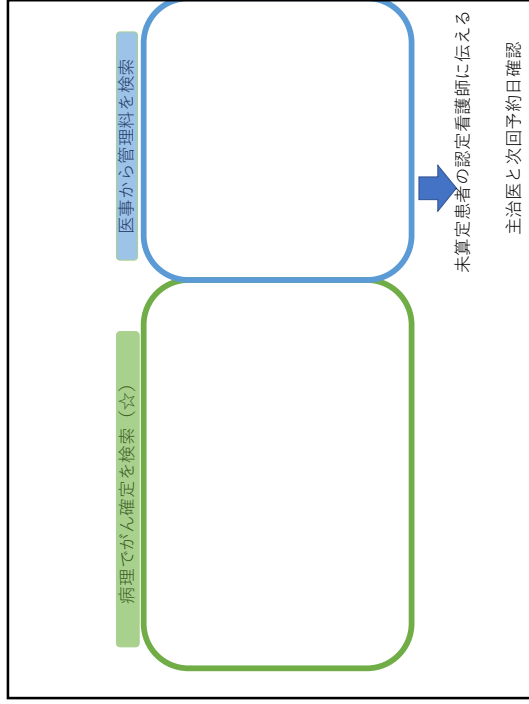 病理でがん確定を検索（☆）
医事から管理料を検索
未算定患者の認定看護師に伝える
主治医と次回予約日確認